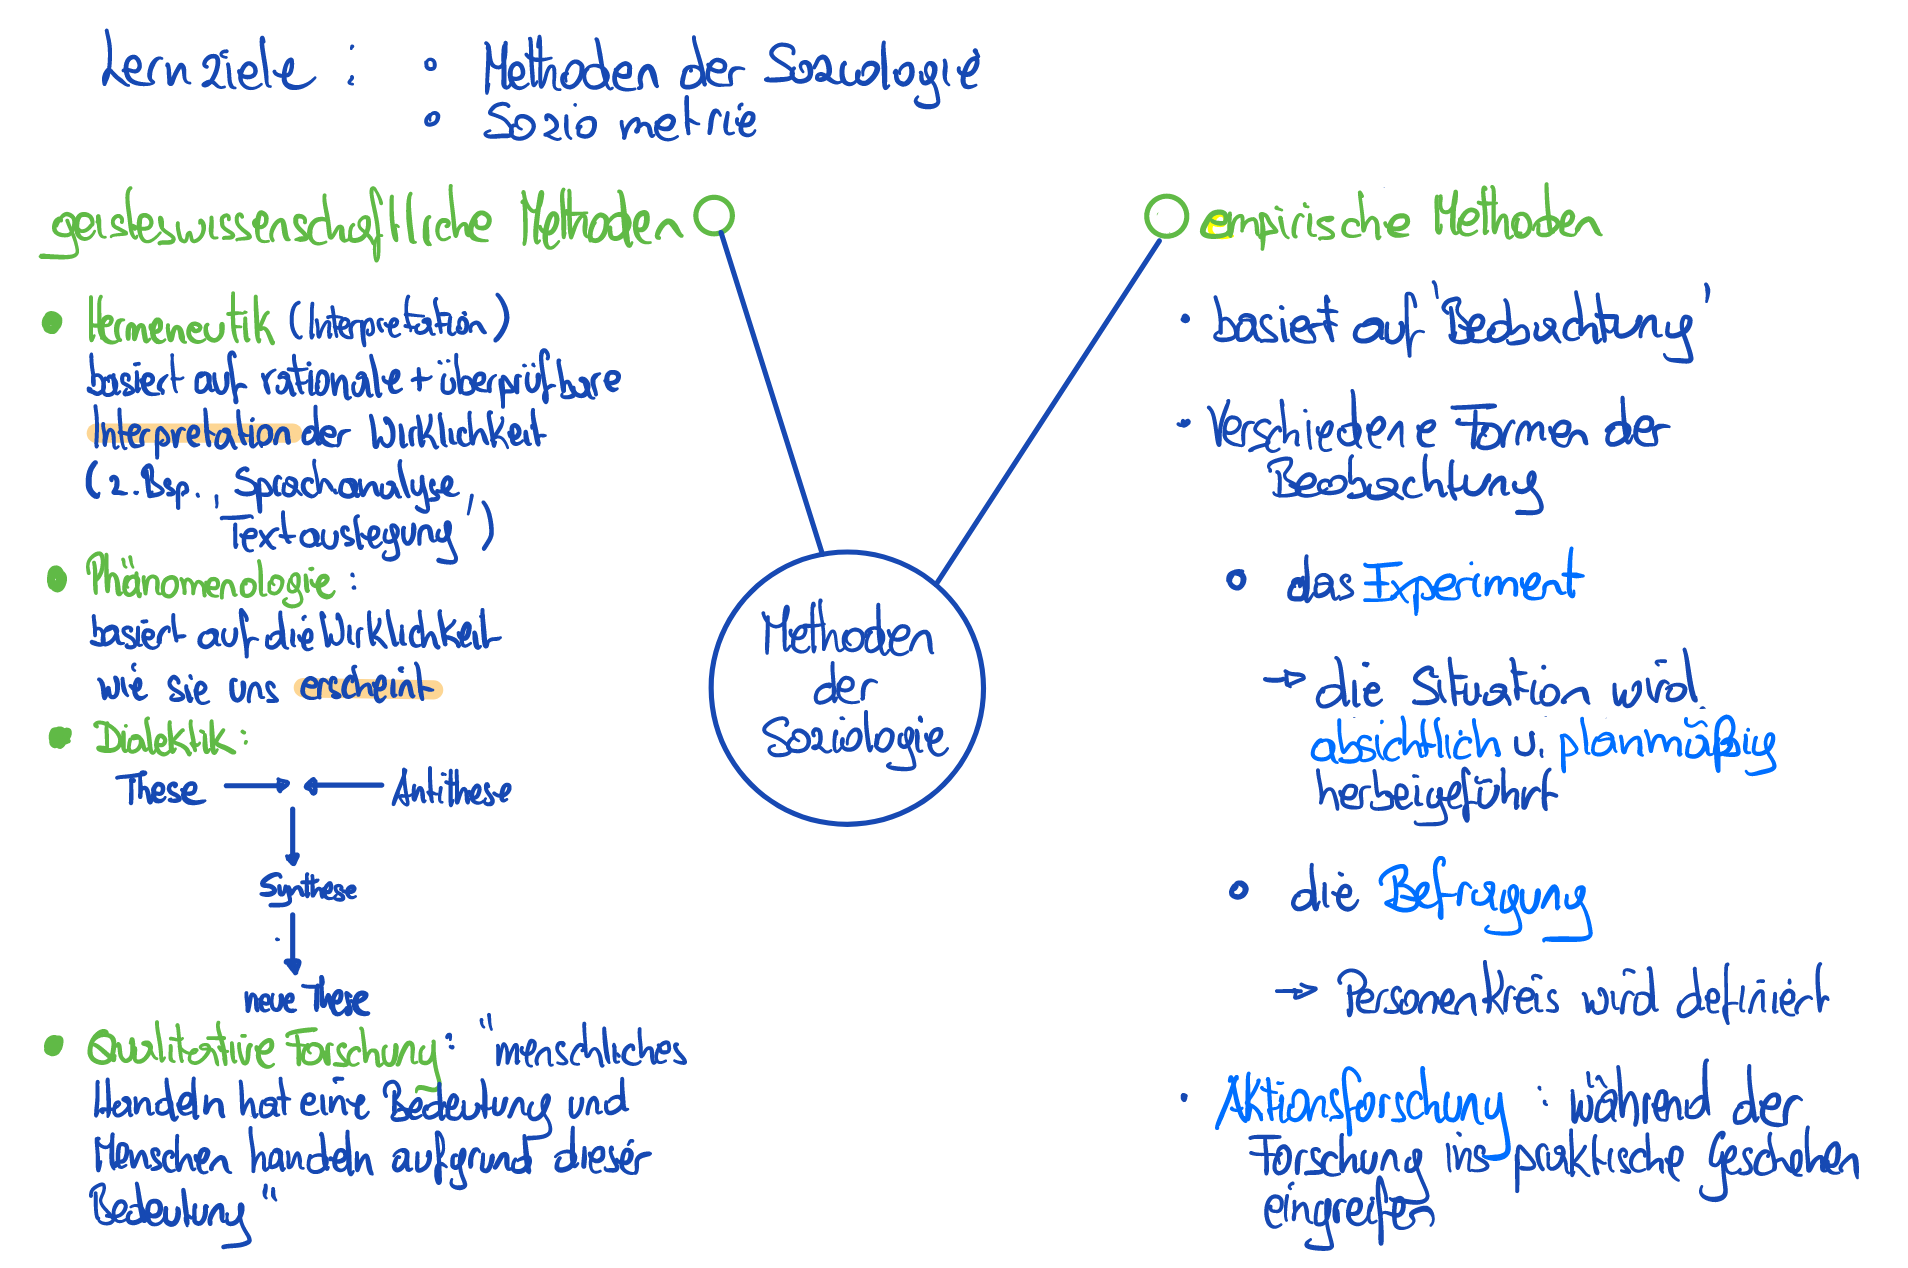 Lernziele : ° Methoden der Soziologie
° Soziometrie
geisteswissenschaftliche Methoden
• Hermeneutik (Interpretation)
basiert auf rationale + überprüfbare
Interpretation der Wirklichkeit
(z.Bsp. 'Sprachanalyse,
Textauslegung')
• Phänomenologie :
basiert auf die Wirklichkeit
wie sie uns erscheint
• Dialektik:
These → ← Antithese
↓
Synthese
↓
neue These
• Qualitative Forschung : "menschliches
Handeln hat eine Bedeutung und
Menschen handeln aufgrund dieser
Bedeutung"
Methoden
der
Soziologie
empirische Methoden
• basiert auf 'Beobachtung'
• Verschiedene Formen der
Beobachtung
° das Experiment
→ die Situation wird
absichtlich u. planmäßig
herbeigeführt
° die Befragung
→ Personenkreis wird definiert
• Aktionsforschung : während der
Forschung ins praktische Geschehen
eingreifen